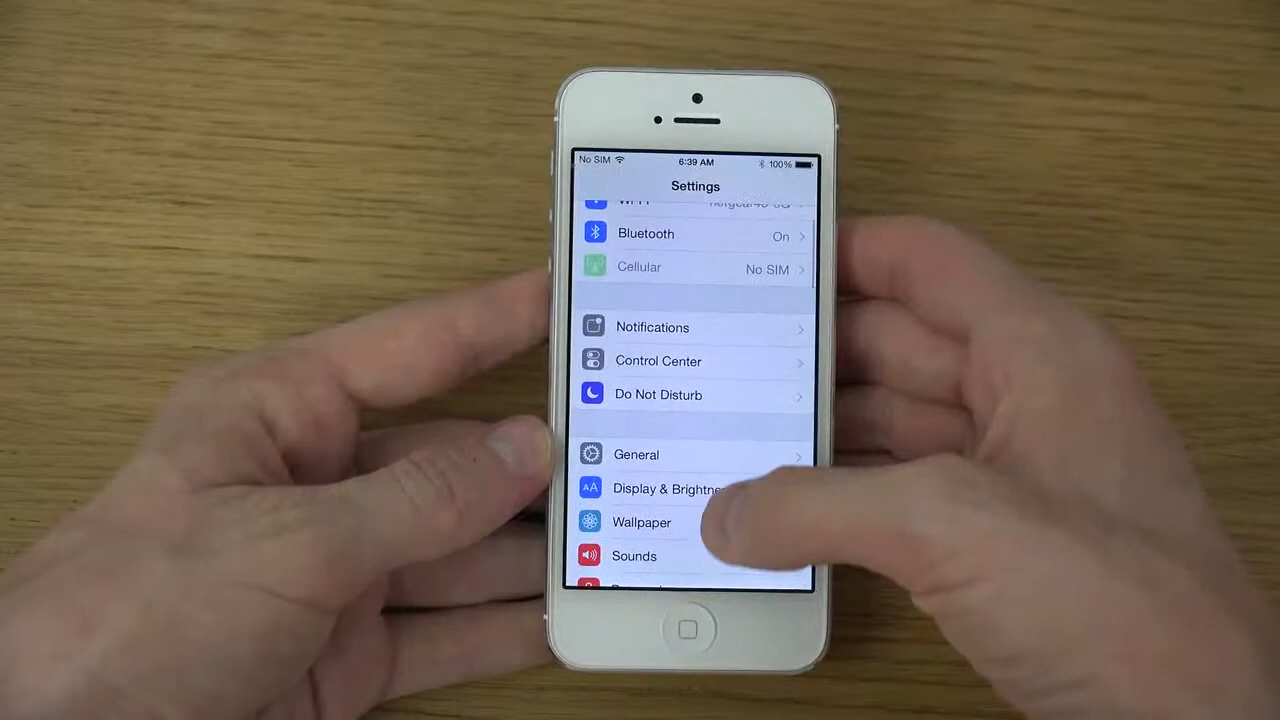 No SIM 6:39 AM 100%
Settings
Bluetooth On
Cellular No SIM
Notifications
Control Center
Do Not Disturb
General
AA Display &
Wallpaper
Sounds